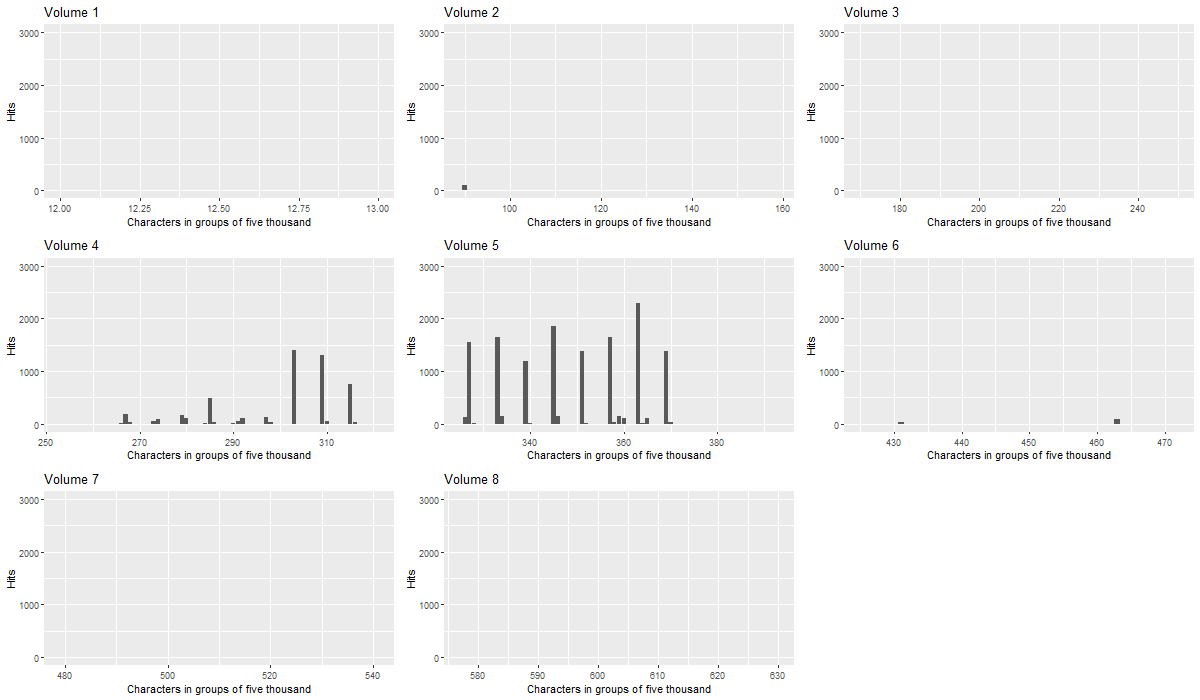 Volume 1
Hits
3000
2000
1000
0
12.00 12.25 12.50 12.75 13.00
Characters in groups of five thousand
Volume 2
Hits
3000
2000
1000
0
100 120 140 160
Characters in groups of five thousand
Volume 3
Hits
3000
2000
1000
0
180 200 220 240
Characters in groups of five thousand
Volume 4
Hits
3000
2000
1000
0
250 270 290 310
Characters in groups of five thousand
Volume 5
Hits
3000
2000
1000
0
340 360 380
Characters in groups of five thousand
Volume 6
Hits
3000
2000
1000
0
430 440 450 460 470
Characters in groups of five thousand
Volume 7
Hits
3000
2000
1000
0
480 500 520 540
Characters in groups of five thousand
Volume 8
Hits
3000
2000
1000
0
580 590 600 610 620 630
Characters in groups of five thousand